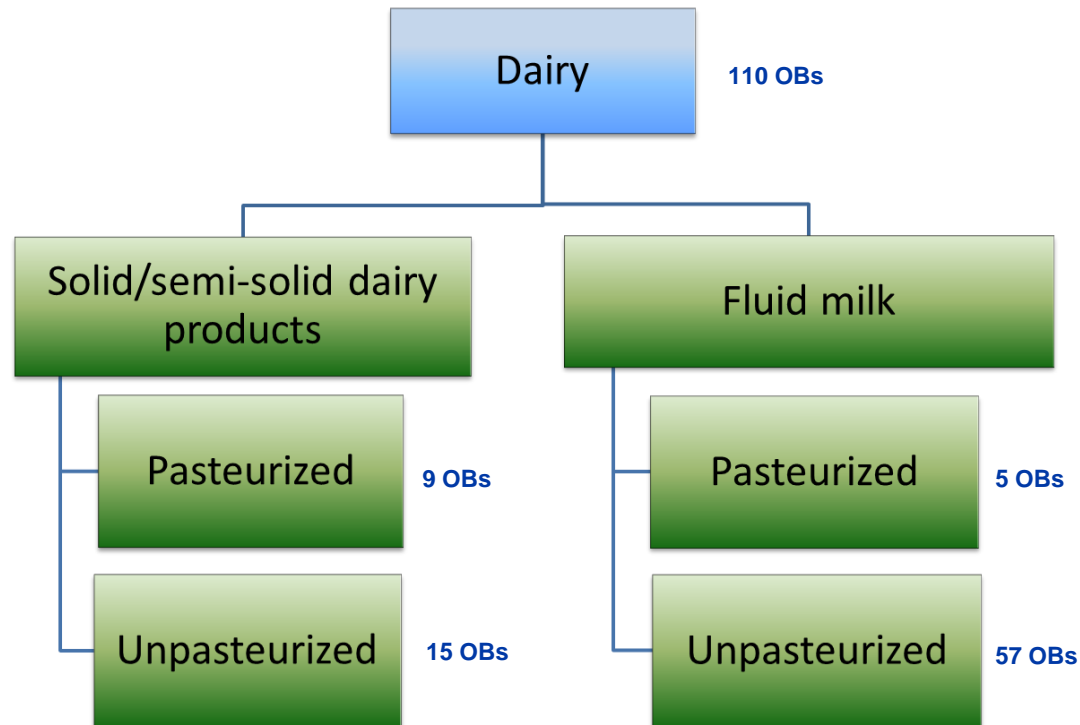 Dairy
110 OBs
Solid/semi-solid dairy
products
Fluid milk
Pasteurized
9 OBs
Pasteurized
5 OBs
Unpasteurized
15 OBs
Unpasteurized
57 OBs